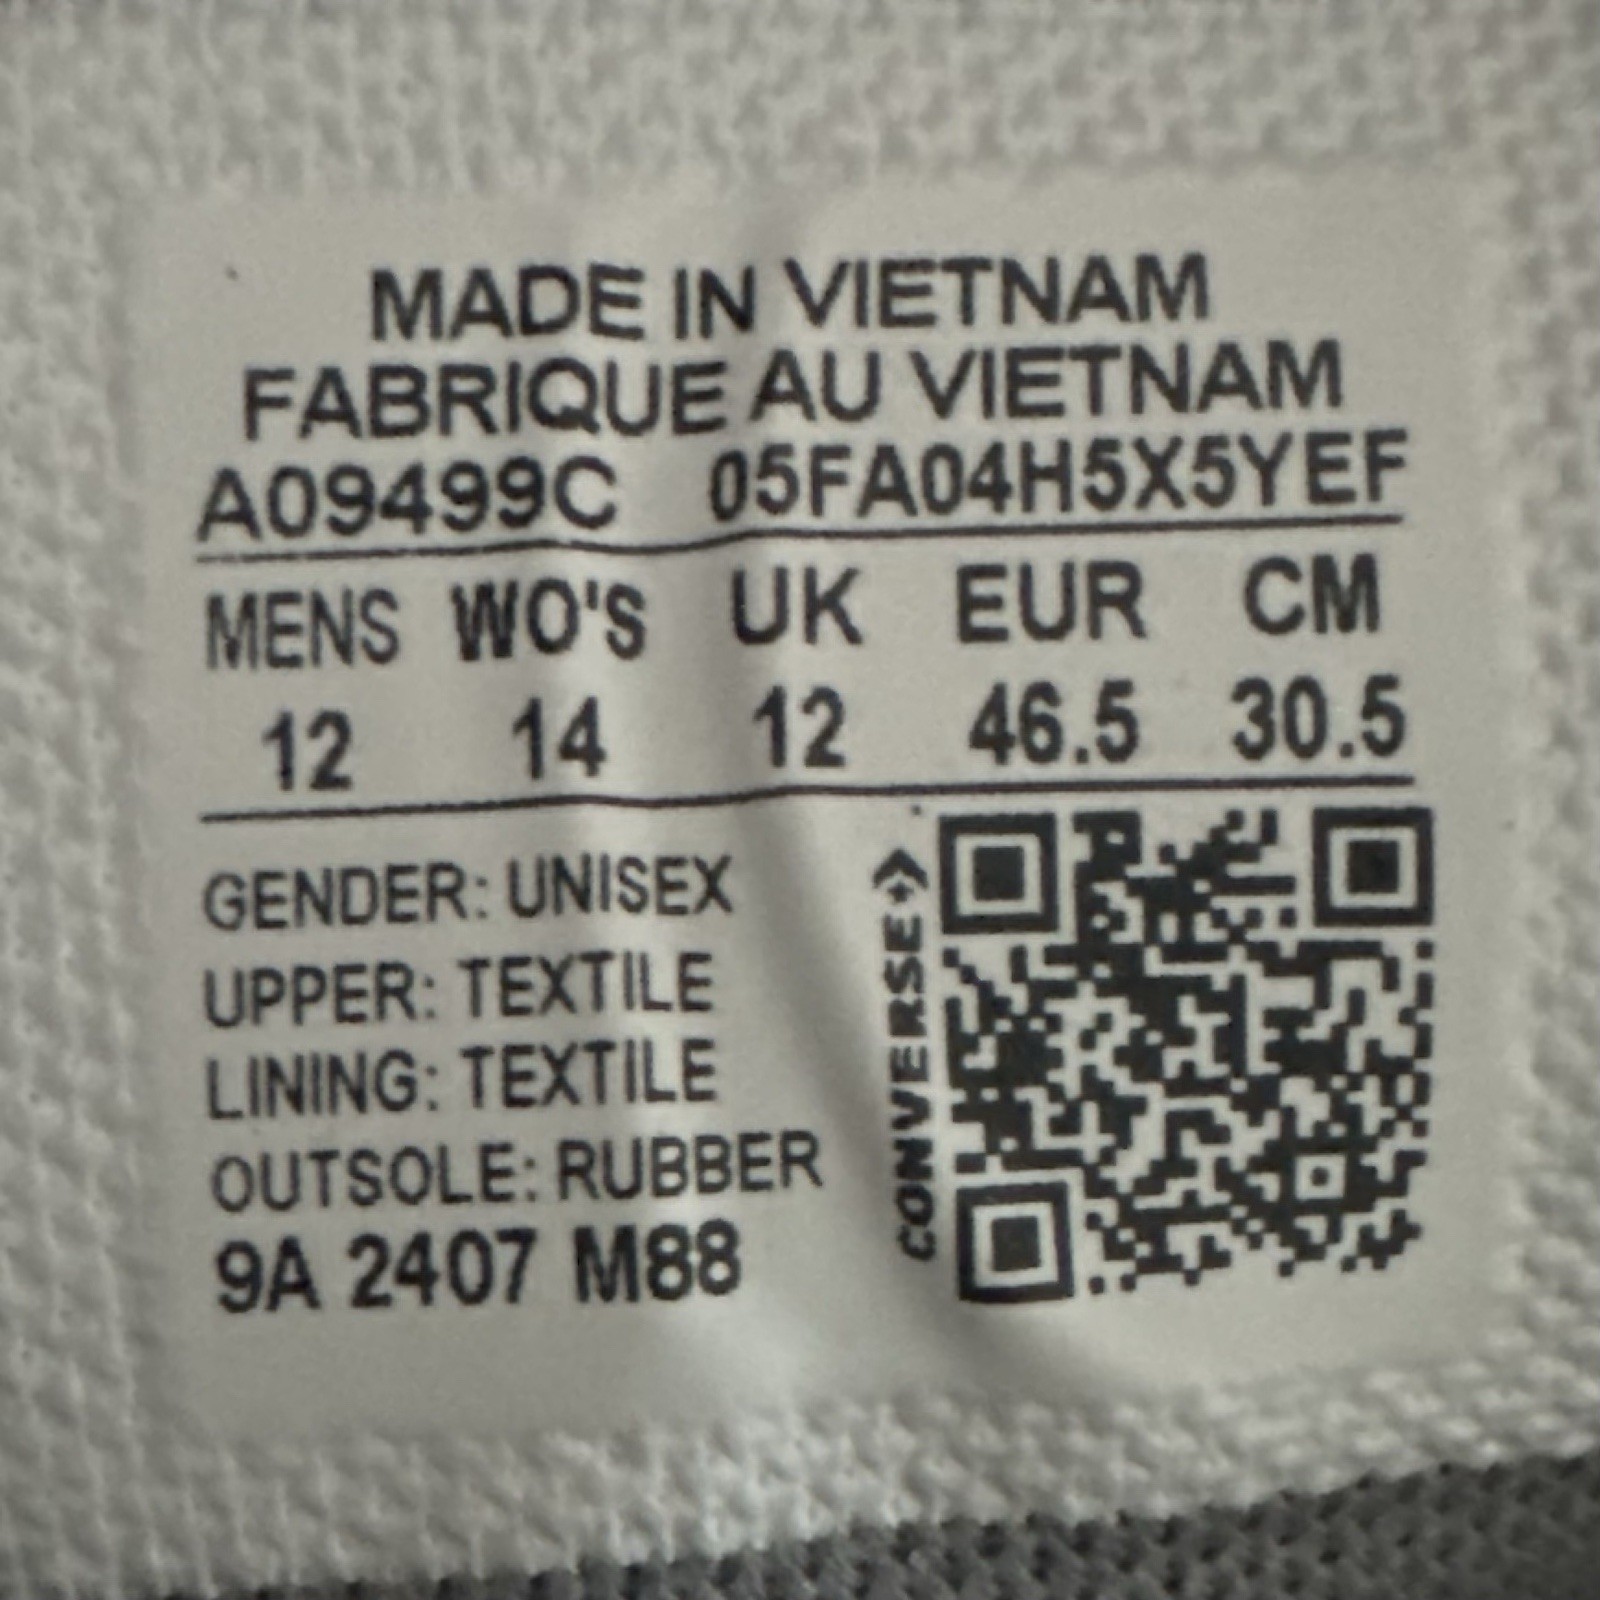 MADE IN VIETNAM
FABRIQUE AU VIETNAM
A09499C 05FA04H5X5YEF
MENS WO'S UK EUR CM
12 14 12 46.5 30.5
GENDER: UNISEX
UPPER: TEXTILE
LINING: TEXTILE
OUTSOLE: RUBBER
9A 2407 M88
CONVERSE